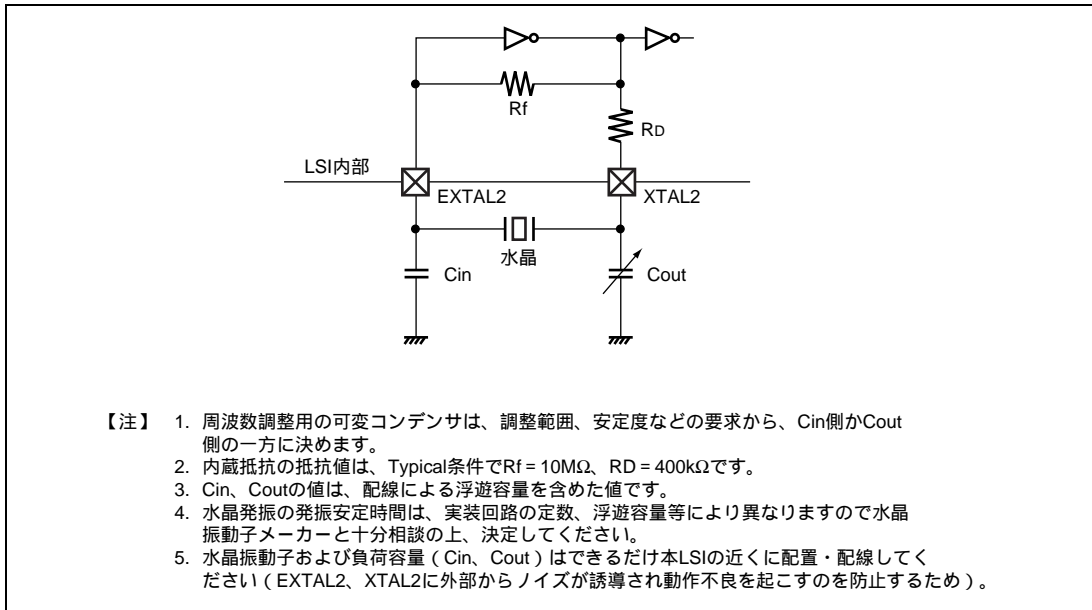 Rf
RD
LSI内部
EXTAL2
XTAL2
水晶
Cin
Cout
【注】 1. 周波数調整用の可変コンデンサは、調整範囲、安定度などの要求から、Cin側かCout
側の一方に決めます。
2. 内蔵抵抗の抵抗値は、Typical条件でRf = 10MΩ、RD = 400kΩです。
3. Cin、Coutの値は、配線による浮遊容量を含めた値です。
4. 水晶発振の発振安定時間は、実装回路の定数、浮遊容量等により異なりますので水晶
振動子メーカーと十分相談の上、決定してください。
5. 水晶振動子および負荷容量（Cin、Cout）はできるだけ本LSIの近くに配置・配線してく
ださい（EXTAL2、XTAL2に外部からノイズが誘導され動作不良を起こすのを防止するため）。